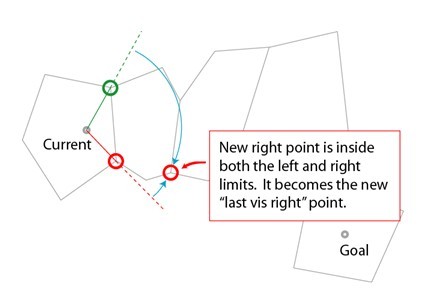 Current
New right point is inside
both the left and right
limits.  It becomes the new
"last vis right" point.
Goal